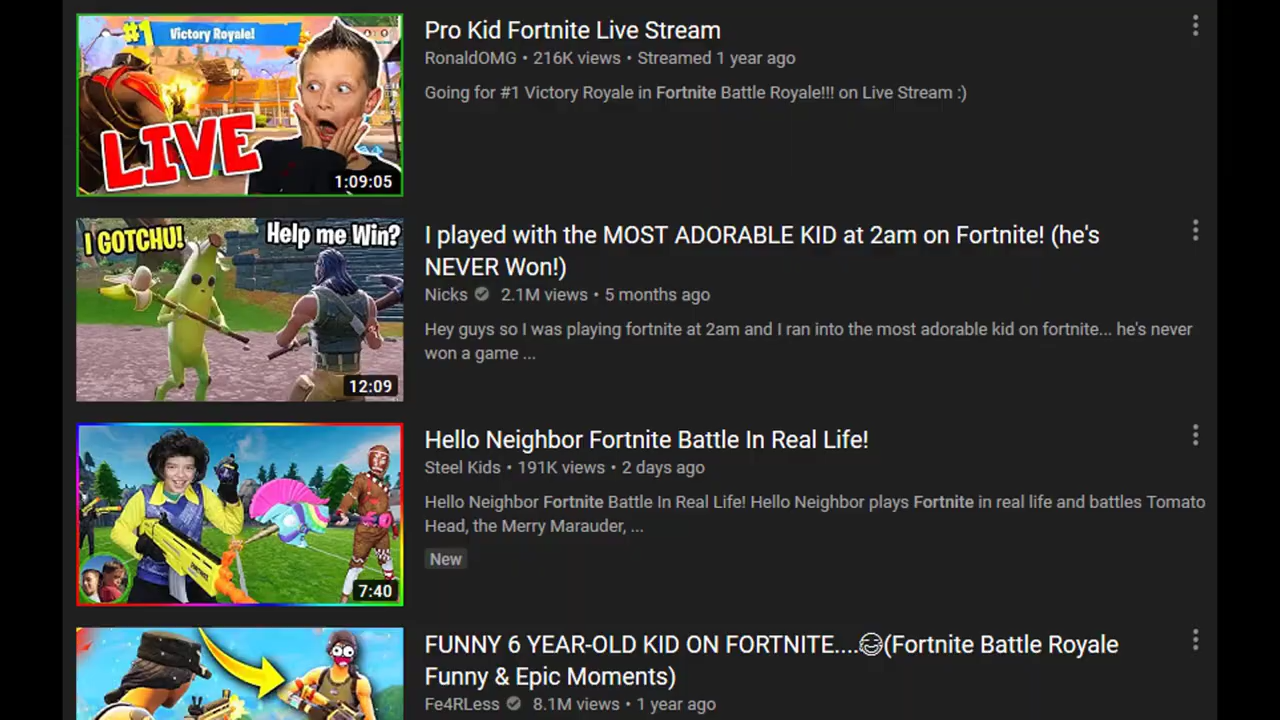 #1 Victory Royale!
LIVE
1:09:05
Pro Kid Fortnite Live Stream
RonaldOMG • 216K views • Streamed 1 year ago
Going for #1 Victory Royale in Fortnite Battle Royale!!! on Live Stream :)
I GOTCHU!
Help me Win?
12:09
I played with the MOST ADORABLE KID at 2am on Fortnite! (he's
NEVER Won!)
Nicks 2.1M views • 5 months ago
Hey guys so I was playing fortnite at 2am and I ran into the most adorable kid on fortnite... he's never
won a game ...
7:40
Hello Neighbor Fortnite Battle In Real Life!
Steel Kids • 191K views • 2 days ago
Hello Neighbor Fortnite Battle In Real Life! Hello Neighbor plays Fortnite in real life and battles Tomato
Head, the Merry Marauder, ...
New
FUNNY 6 YEAR-OLD KID ON FORTNITE....😂(Fortnite Battle Royale
Funny & Epic Moments)
Fe4RLess 8.1M views • 1 year ago